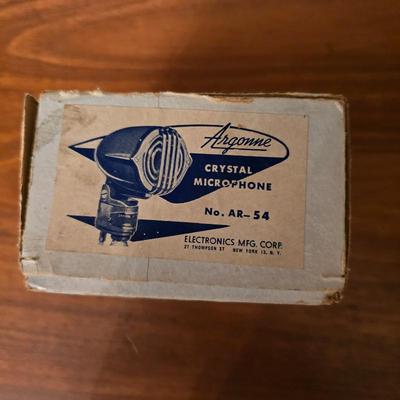 Argonne
CRYSTAL
MICROPHONE
No. AR-54
ELECTRONICS MFG. CORP.
27 THOMPSON ST NEW YORK 13, N. Y.